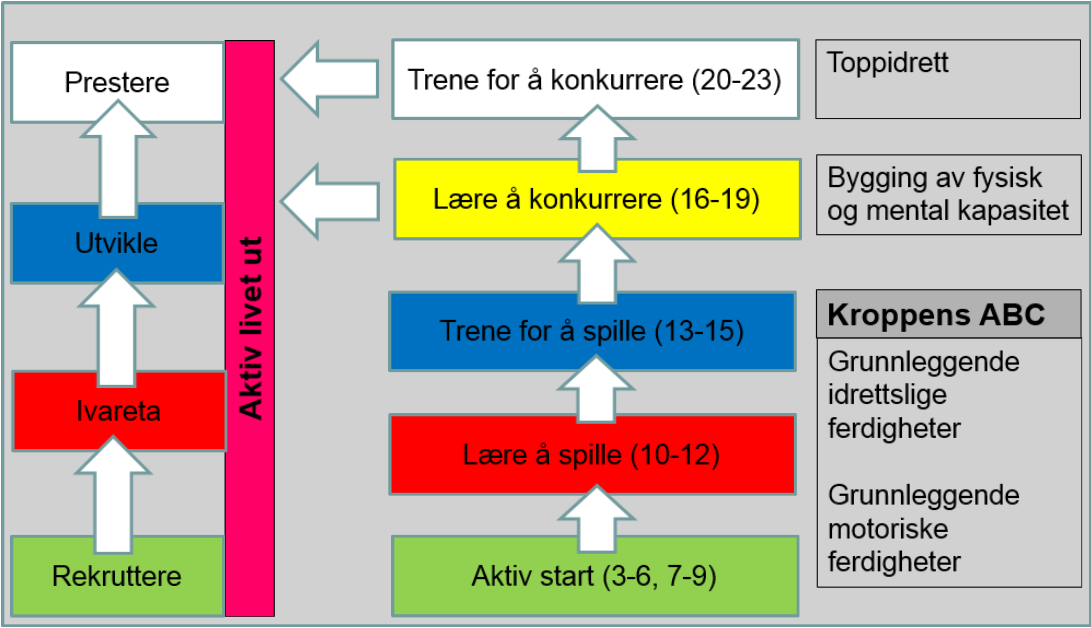 Prestere
Utvikle
Ivareta
Rekruttere
Aktiv livet ut
Trene for å konkurrere (20-23)
Lære å konkurrere (16-19)
Trene for å spille (13-15)
Lære å spille (10-12)
Aktiv start (3-6, 7-9)
Toppidrett
Bygging av fysisk
og mental kapasitet
Kroppens ABC
Grunnleggende
idrettslige
ferdigheter
Grunnleggende
motoriske
ferdigheter